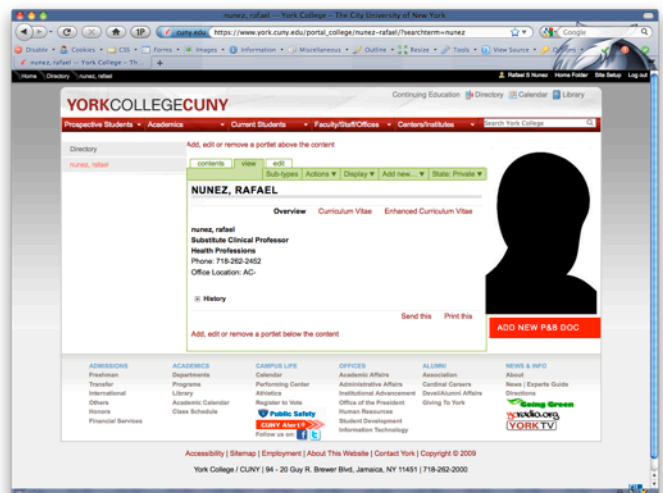 nunez, rafael — York College – The City University of New York
cuny.edu https://www.york.cuny.edu/portal_college/nunez-rafael/?searchterm=nunez
Google
Disable Cookies CSS Forms Images Information Miscellaneous Outline Resize Tools View Source Options
nunez, rafael — York College – Th...
Home Directory nunez, rafael
Rafael S Nunez Home Folder Site Setup Log out
Continuing Education Directory Calendar Library
YORKCOLLEGECUNY
Prospective Students Academics Current Students Faculty/Staff/Offices Centers/Institutes Search York College
Directory
nunez, rafael
Add, edit or remove a portlet above the content
contents view edit
Sub-types Actions Display Add new... State: Private
NUNEZ, RAFAEL
Overview Curriculum Vitae Enhanced Curriculum Vitae
nunez, rafael
Substitute Clinical Professor
Health Professions
Phone: 718-262-2452
Office Location: AC-
History
Send this Print this
Add, edit or remove a portlet below the content
ADD NEW P&B DOC
ADMISSIONS
Freshman
Transfer
International
Others
Honors
Financial Services
ACADEMICS
Departments
Programs
Library
Academic Calendar
Class Schedule
CAMPUS LIFE
Calendar
Performing Center
Athletics
Register to Vote
Public Safety
CUNY Alert
Follow us on:
OFFICES
Academic Affairs
Administrative Affairs
Institutional Advancement
Office of the President
Human Resources
Student Development
Information Technology
ALUMNI
Association
Cardinal Careers
Devel/Alumni Affairs
Giving To York
NEWS & INFO
About
News | Experts Guide
Directions
Going Green
yoradio.org
YORK TV
Accessibility | Sitemap | Employment | About This Website | Contact York | Copyright © 2009
York College / CUNY | 94 - 20 Guy R. Brewer Blvd, Jamaica, NY 11451 | 718-262-2000